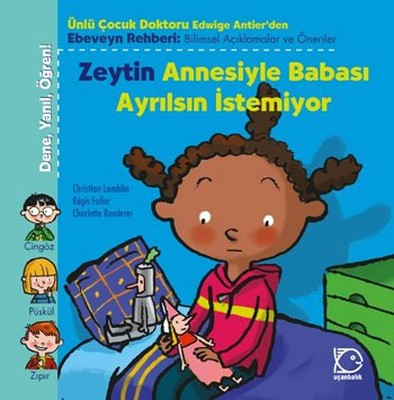 Ünlü Çocuk Doktoru Edwige Antier'den
Ebeveyn Rehberi: Bilimsel Açıklamalar ve Öneriler
Zeytin Annesiyle Babası
Ayrılsın İstemiyor
Dene, Yanıl, Öğren!
Christian Lamblin
Régis Faller
Charlotte Roederer
Cingöz
Püskül
Zıpır
uçanbalık